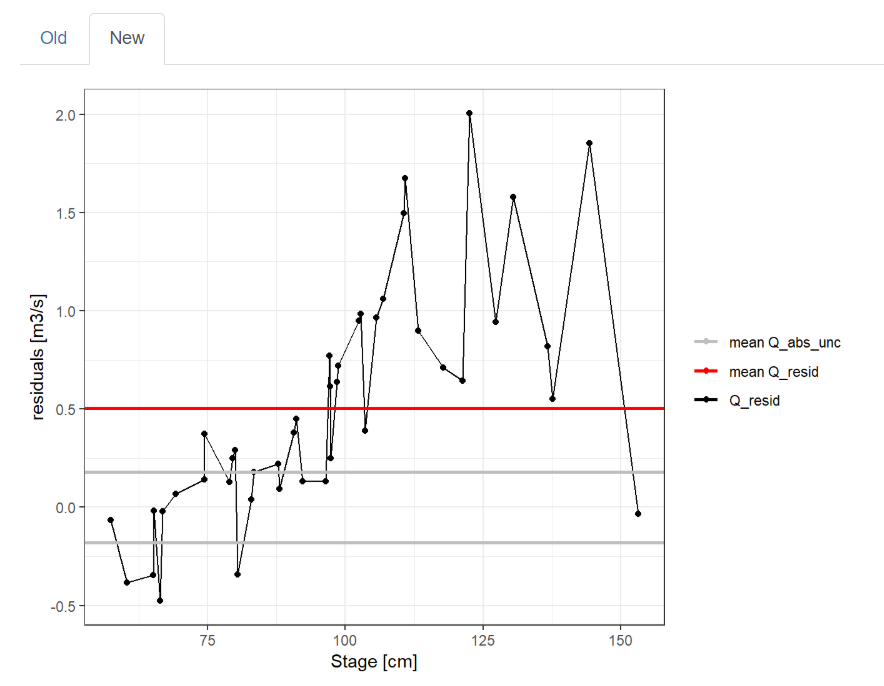 Old New
2.0
1.5
1.0
0.5
0.0
-0.5
residuals [m3/s]
75 100 125 150
Stage [cm]
mean Q_abs_unc
mean Q_resid
Q_resid